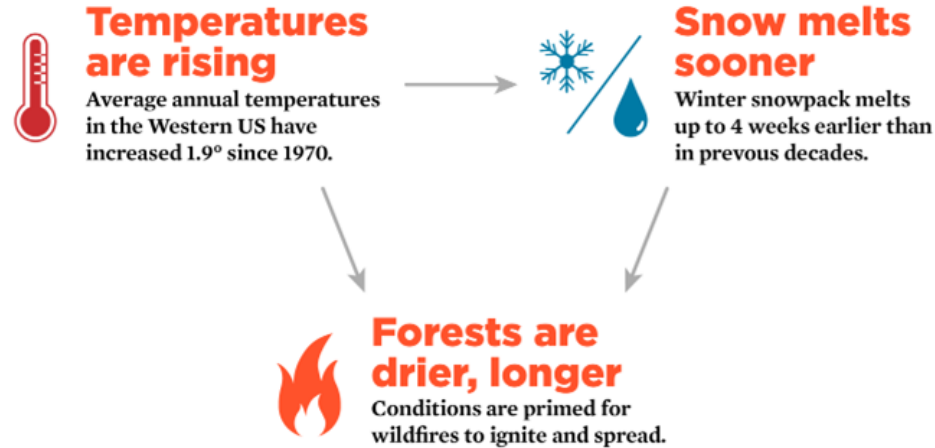 Temperatures
are rising
Average annual temperatures
in the Western US have
increased 1.9° since 1970.
Snow melts
sooner
Winter snowpack melts
up to 4 weeks earlier than
in prevous decades.
Forests are
drier, longer
Conditions are primed for
wildfires to ignite and spread.